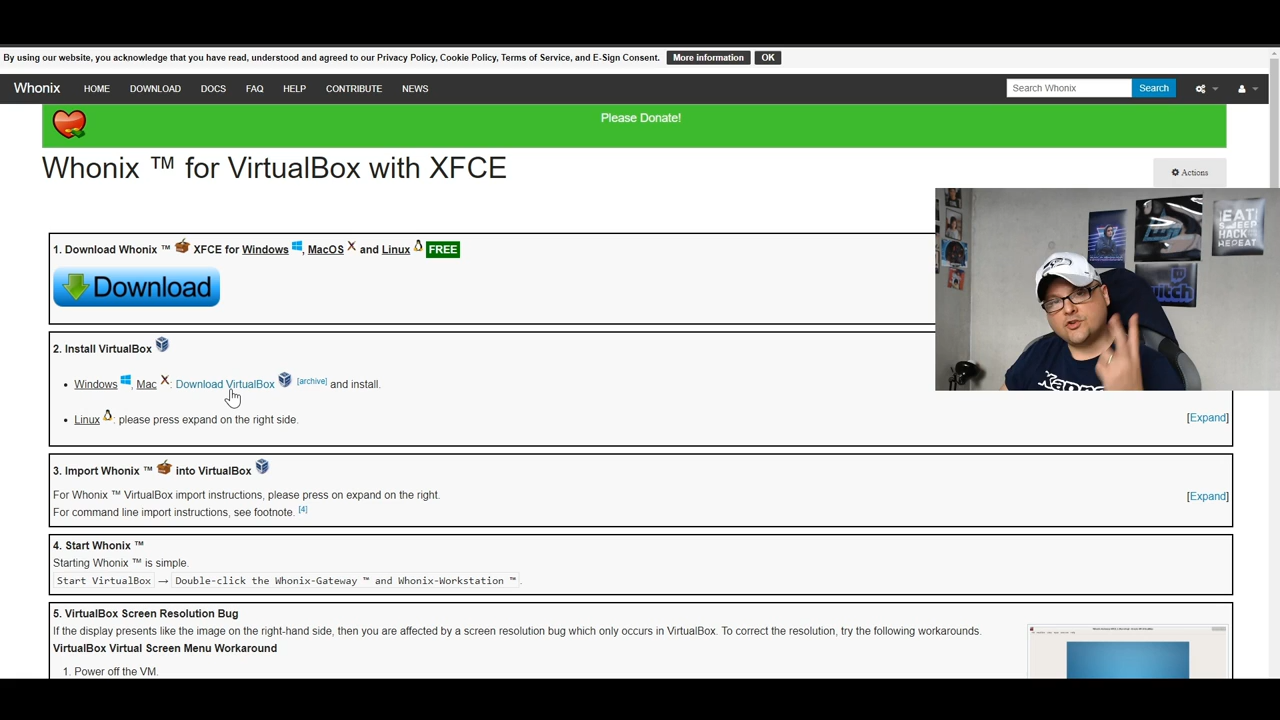 By using our website, you acknowledge that you have read, understood and agreed to our Privacy Policy, Cookie Policy, Terms of Service, and E-Sign Consent. More information OK
Whonix HOME DOWNLOAD DOCS FAQ HELP CONTRIBUTE NEWS Search Whonix Search
Please Donate!
Whonix ™ for VirtualBox with XFCE
Actions
1. Download Whonix ™ XFCE for Windows, MacOS and Linux FREE
Download
2. Install VirtualBox
• Windows, Mac: Download VirtualBox [archive] and install.
• Linux: please press expand on the right side.
[Expand]
3. Import Whonix ™ into VirtualBox
For Whonix ™ VirtualBox import instructions, please press on expand on the right.
[Expand]
For command line import instructions, see footnote. [4]
4. Start Whonix ™
Starting Whonix ™ is simple.
Start VirtualBox → Double-click the Whonix-Gateway ™ and Whonix-Workstation ™.
5. VirtualBox Screen Resolution Bug
If the display presents like the image on the right-hand side, then you are affected by a screen resolution bug which only occurs in VirtualBox. To correct the resolution, try the following workarounds.
VirtualBox Virtual Screen Menu Workaround
1. Power off the VM.
EAT
SLEEP
HACK
REPEAT
twitch